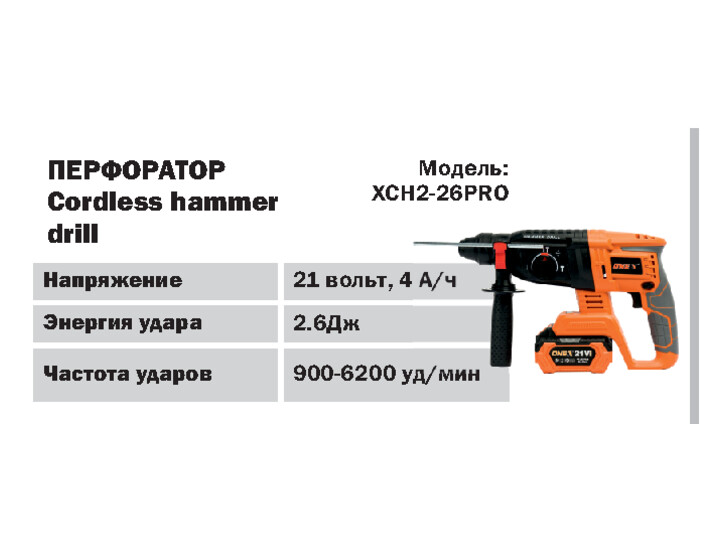 ПЕРФОРАТОР
Cordless hammer
drill
Модель:
XCH2-26PRO
Напряжение
21 вольт, 4 А/ч
Энергия удара
2.6Дж
Частота ударов
900-6200 уд/мин
21V